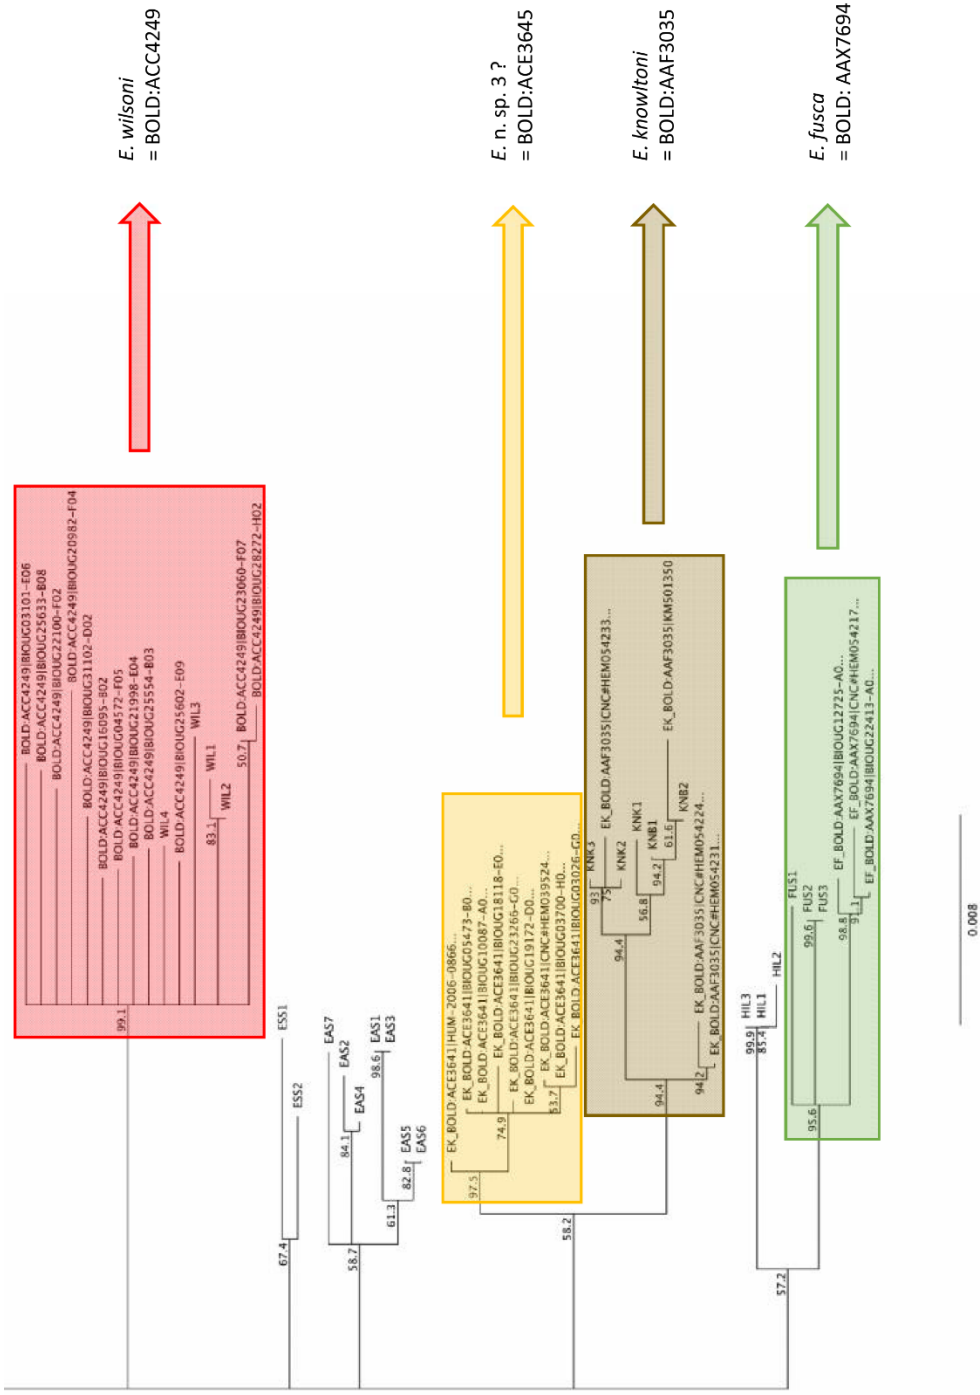 E. wilsoni
= BOLD:ACC4249
BOLD:ACC4249|BIOUG03101-E06
BOLD:ACC4249|BIOUG25633-B08
BOLD:ACC4249|BIOUG22100-F02
BOLD:ACC4249|BIOUG20982-F04
BOLD:ACC4249|BIOUG31102-D02
BOLD:ACC4249|BIOUG16095-B02
BOLD:ACC4249|BIOUG04572-F05
BOLD:ACC4249|BIOUG21998-E04
BOLD:ACC4249|BIOUG25554-B03
WIL4
BOLD:ACC4249|BIOUG25602-E09
WIL3
WIL1
83.1
WIL2
BOLD:ACC4249|BIOUG23060-F07
50.7
BOLD:ACC4249|BIOUG28272-H02
99.1
ESS1
67.4
ESS2
EAS7
EAS2
84.1
EAS4
58.7
EAS1
98.6
EAS3
61.3
EAS5
82.8
EAS6
E. n. sp. 3 ?
= BOLD:ACE3645
EK_BOLD:ACE3641|HUM-2006-0866...
EK_BOLD:ACE3641|BIOUG05473-B0...
EK_BOLD:ACE3641|BIOUG10087-A0...
EK_BOLD:ACE3641|BIOUG18118-E0...
EK_BOLD:ACE3641|BIOUG23266-G0...
EK_BOLD:ACE3641|BIOUG19172-D0...
EK_BOLD:ACE3641|CNC#HEM039524...
EK_BOLD:ACE3641|BIOUG03700-H0...
EK_BOLD:ACE3641|BIOUG03026-G0...
97.5
74.9
53.7
58.2
E. knowltoni
= BOLD:AAF3035
KNK3
93
EK_BOLD:AAF3035|CNC#HEM054233...
75
KNK2
94.4
KNK1
56.8
KNB1
94.2
EK_BOLD:AAF3035|KM501350
61.6
KNB2
94.4
EK_BOLD:AAF3035|CNC#HEM054224...
94.2
EK_BOLD:AAF3035|CNC#HEM054231...
HIL3
99.9
HIL1
85.4
HIL2
57.2
E. fusca
= BOLD: AAX7694
FUS1
FUS2
99.6
FUS3
95.6
EF_BOLD:AAX7694|BIOUG12725-A0...
98.8
EF_BOLD:AAX7694|CNC#HEM054217...
91.1
EF_BOLD:AAX7694|BIOUG22413-A0...
0.008